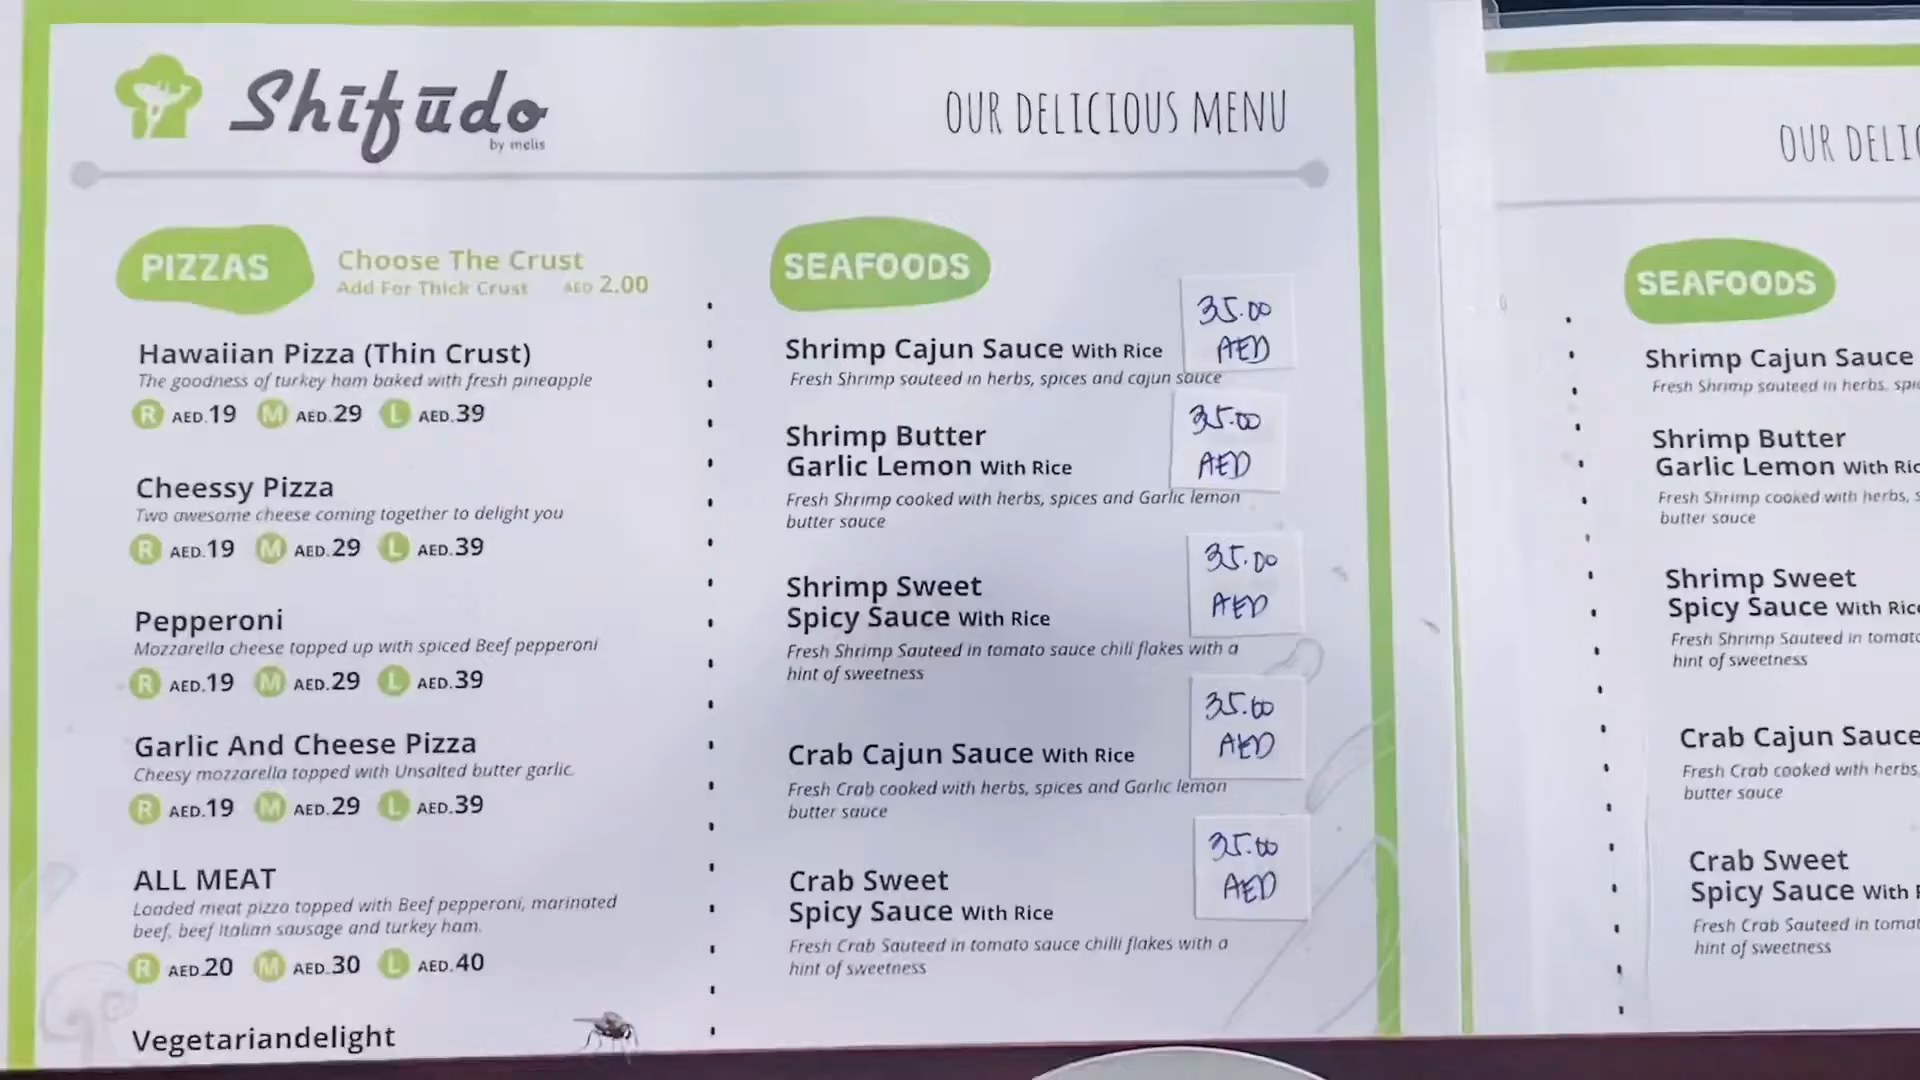 Shīfūdo
by melis
OUR DELICIOUS MENU
PIZZAS
Choose The Crust
Add For Thick Crust AED 2.00
Hawaiian Pizza (Thin Crust)
The goodness of turkey ham baked with fresh pineapple
R AED.19 M AED.29 L AED.39
Cheessy Pizza
Two awesome cheese coming together to delight you
R AED.19 M AED.29 L AED.39
Pepperoni
Mozzarella cheese topped up with spiced Beef pepperoni
R AED.19 M AED.29 L AED.39
Garlic And Cheese Pizza
Cheesy mozzarella topped with Unsalted butter garlic.
R AED.19 M AED.29 L AED.39
ALL MEAT
Loaded meat pizza topped with Beef pepperoni, marinated
beef, beef Italian sausage and turkey ham.
R AED.20 M AED.30 L AED.40
Vegetariandelight
SEAFOODS
Shrimp Cajun Sauce With Rice
35.00
AED
Fresh Shrimp sauteed in herbs, spices and cajun sauce
Shrimp Butter
Garlic Lemon With Rice
35.00
AED
Fresh Shrimp cooked with herbs, spices and Garlic lemon
butter sauce
Shrimp Sweet
Spicy Sauce With Rice
35.00
AED
Fresh Shrimp Sauteed in tomato sauce chili flakes with a
hint of sweetness
Crab Cajun Sauce With Rice
35.00
AED
Fresh Crab cooked with herbs, spices and Garlic lemon
butter sauce
Crab Sweet
Spicy Sauce With Rice
35.00
AED
Fresh Crab Sauteed in tomato sauce chilli flakes with a
hint of sweetness
OUR
SEAFOODS
Shrimp Cajun Sauce
Fresh Shrimp sauteed in herbs,
Shrimp Butter
Garlic Lemon With
Fresh Shrimp cooked with herbs,
butter sauce
Shrimp Sweet
Spicy Sauce With
Fresh Shrimp Sauteed in
hint of sweetness
Crab Cajun Sauce
Fresh Crab cooked with herbs,
butter sauce
Crab Sweet
Spicy Sauce With
Fresh Crab Sauteed in
hint of sweetness